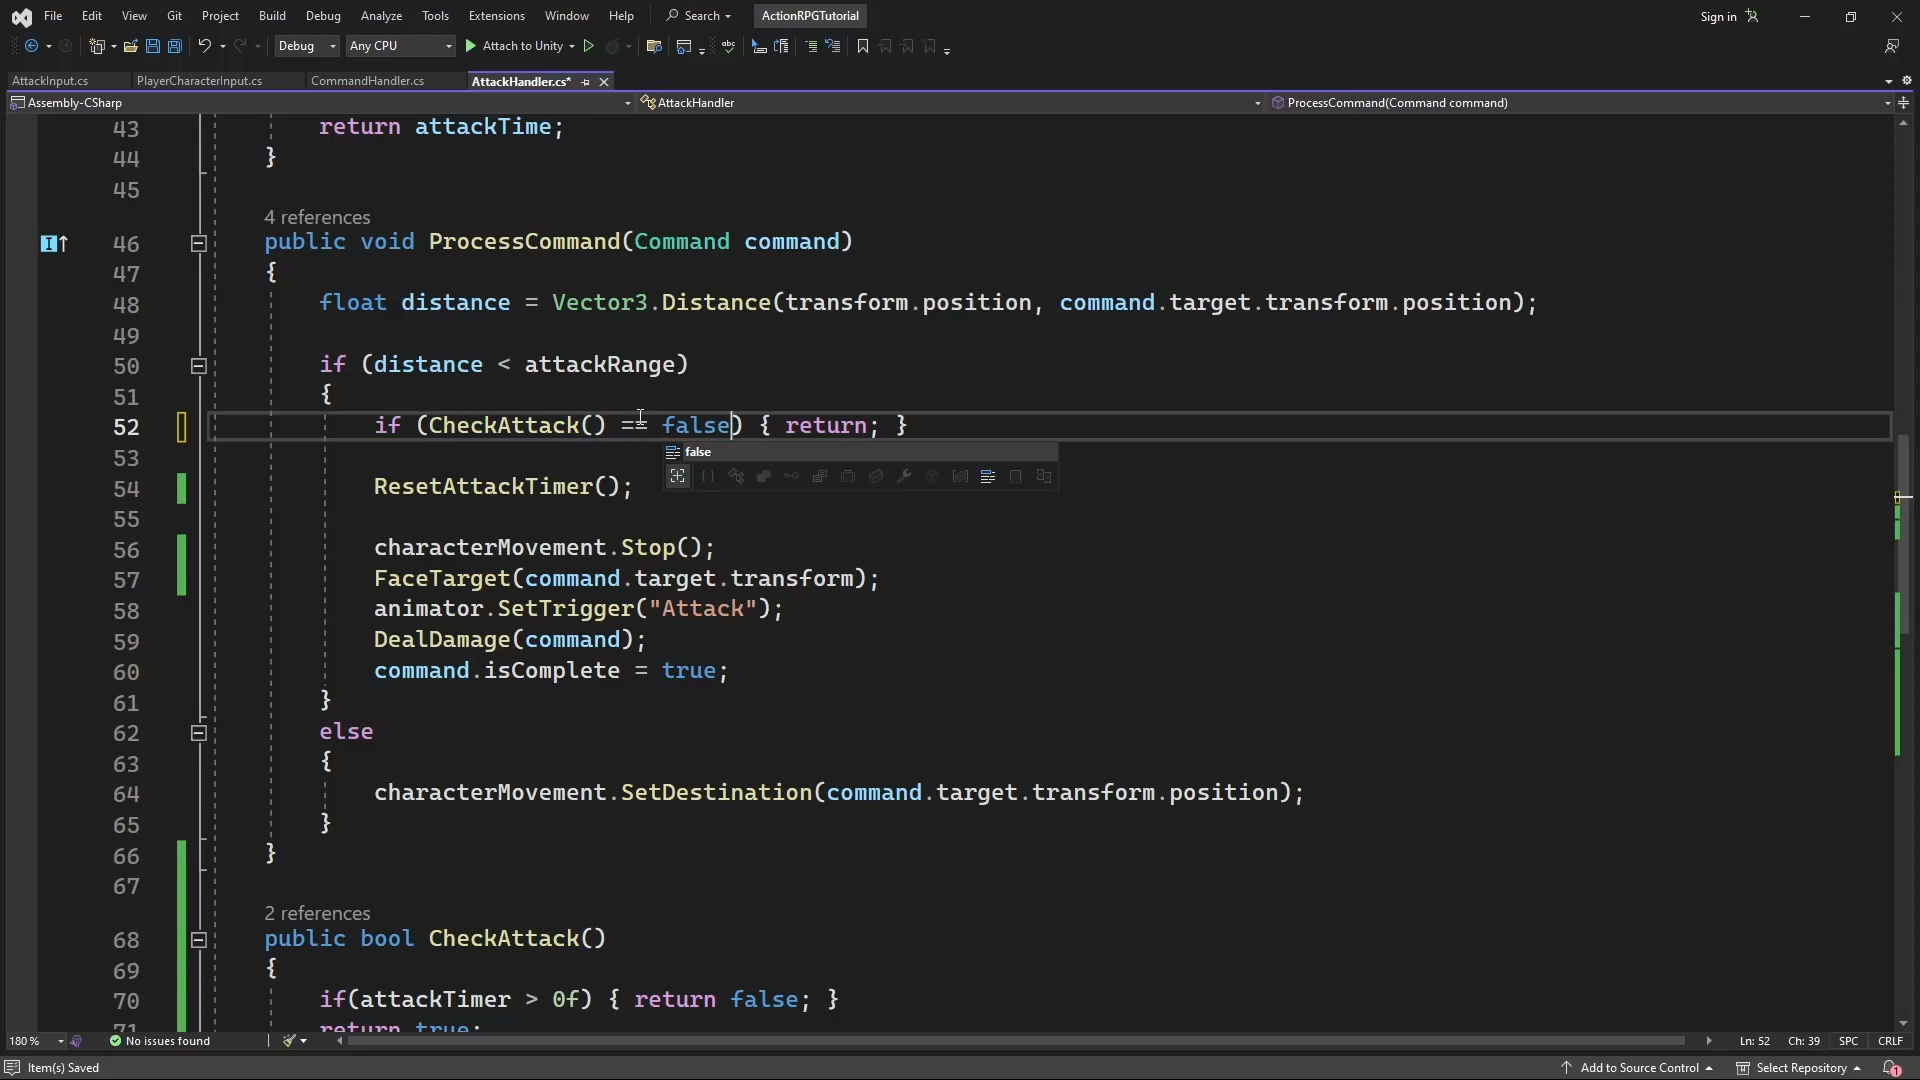 File Edit View Git Project Build Debug Analyze Tools Extensions Window Help Search ActionRPGTutorial Sign in
Debug Any CPU Attach to Unity
AttackInput.cs PlayerCharacterInput.cs CommandHandler.cs AttackHandler.cs*
Assembly-CSharp AttackHandler ProcessCommand(Command command)
43 return attackTime;
44 }
45
4 references
46 public void ProcessCommand(Command command)
47 {
48 float distance = Vector3.Distance(transform.position, command.target.transform.position);
49
50 if (distance < attackRange)
51 {
52 if (CheckAttack() == false) { return; }
false
53
54 ResetAttackTimer();
55
56 characterMovement.Stop();
57 FaceTarget(command.target.transform);
58 animator.SetTrigger("Attack");
59 DealDamage(command);
60 command.isComplete = true;
61 }
62 else
63 {
64 characterMovement.SetDestination(command.target.transform.position);
65 }
66 }
67
2 references
68 public bool CheckAttack()
69 {
70 if(attackTimer > 0f) { return false; }
71 return true;
180 % No issues found Ln: 52 Ch: 39 SPC CRLF
Item(s) Saved Add to Source Control Select Repository 1